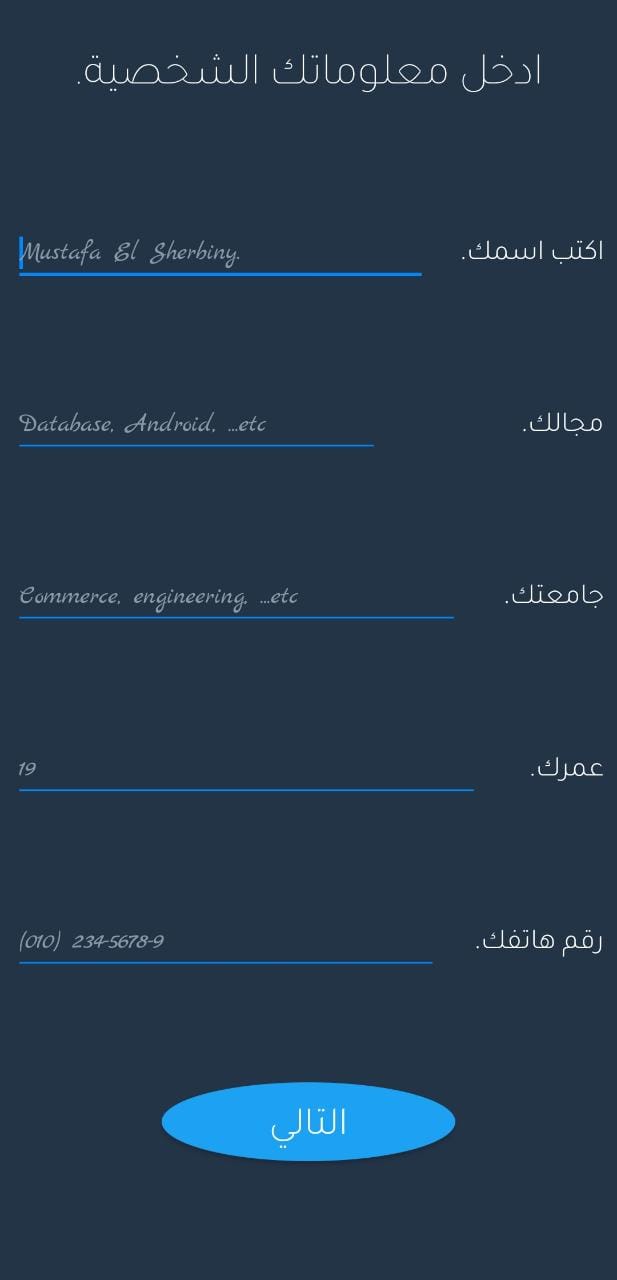 ادخل معلوماتك الشخصية.
اكتب اسمك. Mustafa El Sherbiny.
مجالك. Database, Android, ...etc
جامعتك. Commerce, engineering, ...etc
عمرك. 19
رقم هاتفك. (010) 234-5678-9
التالي